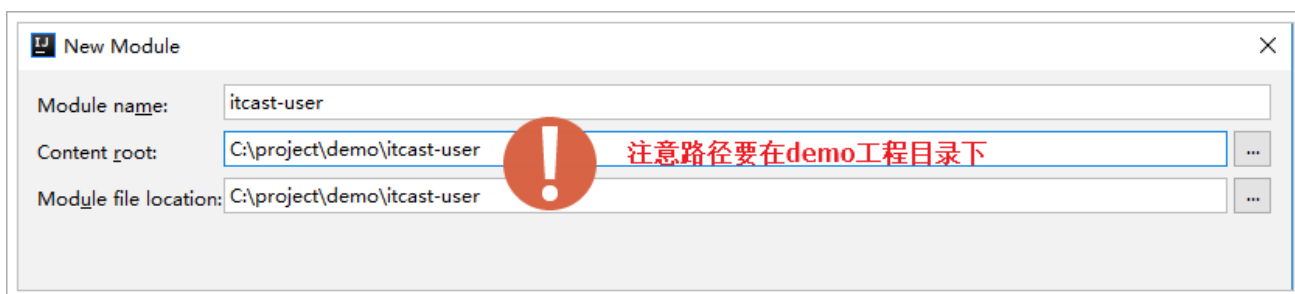 New Module
Module name: itcast-user
Content root: C:\project\demo\itcast-user 注意路径要在demo工程目录下 ...
Module file location: C:\project\demo\itcast-user ...